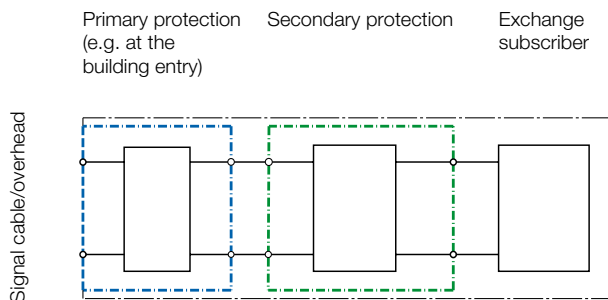 Primary protection
(e.g. at the
building entry)
Secondary protection
Exchange
subscriber
Signal cable/overhead